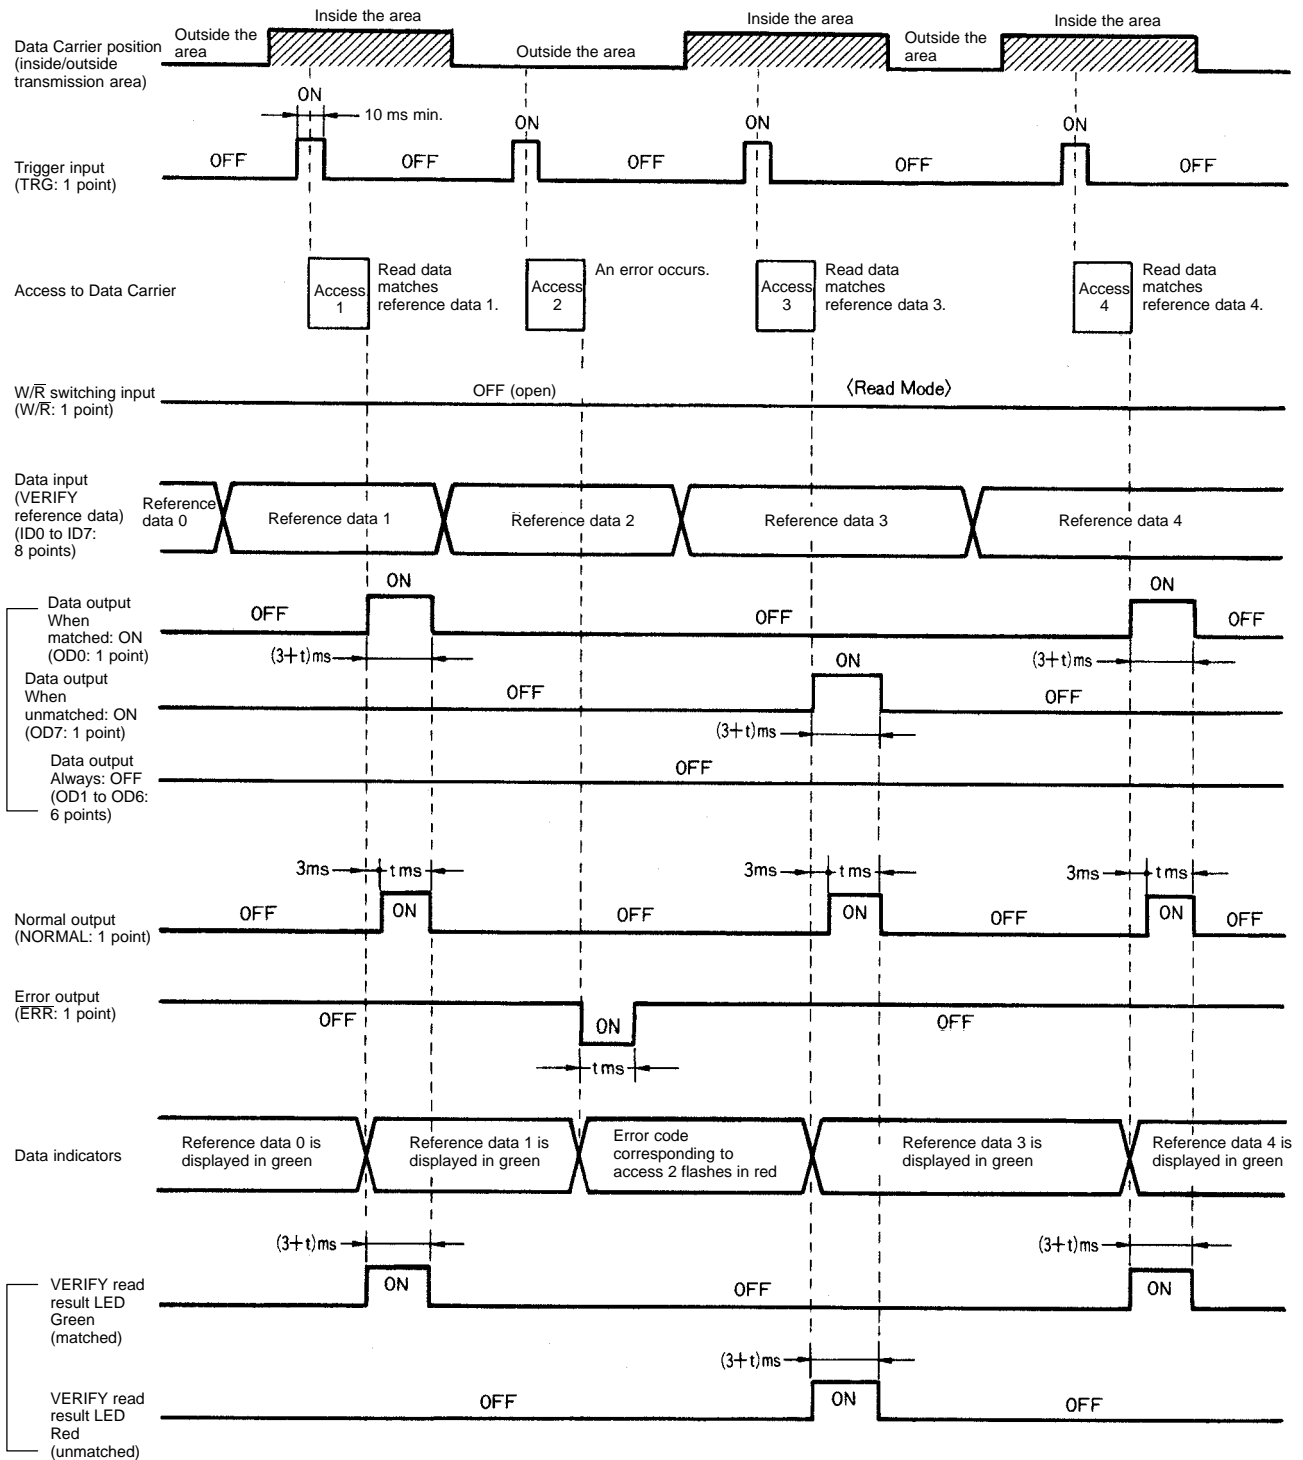 Inside the area
Inside the area
Inside the area
Outside the
area
Outside the area
Outside the
area
Data Carrier position
(inside/outside
transmission area)
ON
10 ms min.
ON
ON
ON
Trigger input
(TRG: 1 point)
OFF
OFF
OFF
OFF
OFF
Access to Data Carrier
Access
1
Read data
matches
reference data 1.
Access
2
An error occurs.
Access
3
Read data
matches
reference data 3.
Access
4
Read data
matches
reference data 4.
W/R̅ switching input
(W/R̅: 1 point)
OFF (open)
〈Read Mode〉
Data input
(VERIFY
reference data)
(ID0 to ID7:
8 points)
Reference
data 0
Reference data 1
Reference data 2
Reference data 3
Reference data 4
Data output
When
matched: ON
(OD0: 1 point)
OFF
ON
OFF
ON
OFF
(3+t)ms
(3+t)ms
Data output
When
unmatched: ON
(OD7: 1 point)
OFF
ON
OFF
(3+t)ms
Data output
Always: OFF
(OD1 to OD6:
6 points)
OFF
3ms
t ms
3ms
t ms
3ms
t ms
Normal output
(NORMAL: 1 point)
OFF
ON
OFF
ON
OFF
ON
OFF
Error output
(E̅R̅R̅: 1 point)
OFF
ON
OFF
t ms
Data indicators
Reference data 0 is
displayed in green
Reference data 1 is
displayed in green
Error code
corresponding to
access 2 flashes in red
Reference data 3 is
displayed in green
Reference data 4 is
displayed in green
(3+t)ms
(3+t)ms
VERIFY read
result LED
Green
(matched)
ON
OFF
ON
(3+t)ms
VERIFY read
result LED
Red
(unmatched)
OFF
ON
OFF